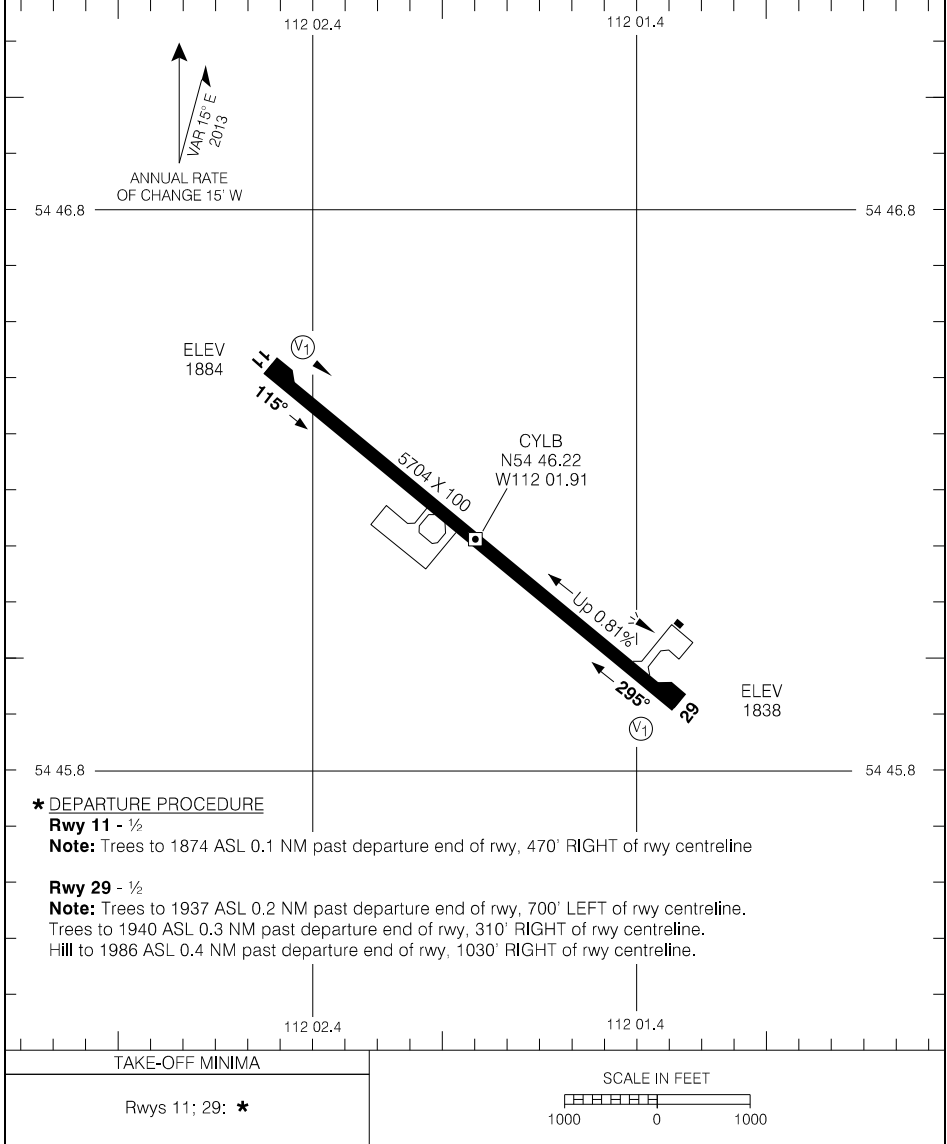 112 02.4
112 01.4
VAR 15° E
2013
ANNUAL RATE
OF CHANGE 15' W
54 46.8
54 46.8
ELEV
1884
11
V1
115°
5704 X 100
CYLB
N54 46.22
W112 01.91
Up 0.81%
295°
29
V1
ELEV
1838
54 45.8
54 45.8
* DEPARTURE PROCEDURE
Rwy 11 - ½
Note: Trees to 1874 ASL 0.1 NM past departure end of rwy, 470' RIGHT of rwy centreline
Rwy 29 - ½
Note: Trees to 1937 ASL 0.2 NM past departure end of rwy, 700' LEFT of rwy centreline.
Trees to 1940 ASL 0.3 NM past departure end of rwy, 310' RIGHT of rwy centreline.
Hill to 1986 ASL 0.4 NM past departure end of rwy, 1030' RIGHT of rwy centreline.
112 02.4
112 01.4
TAKE-OFF MINIMA
Rwys 11; 29: *
SCALE IN FEET
1000 0 1000